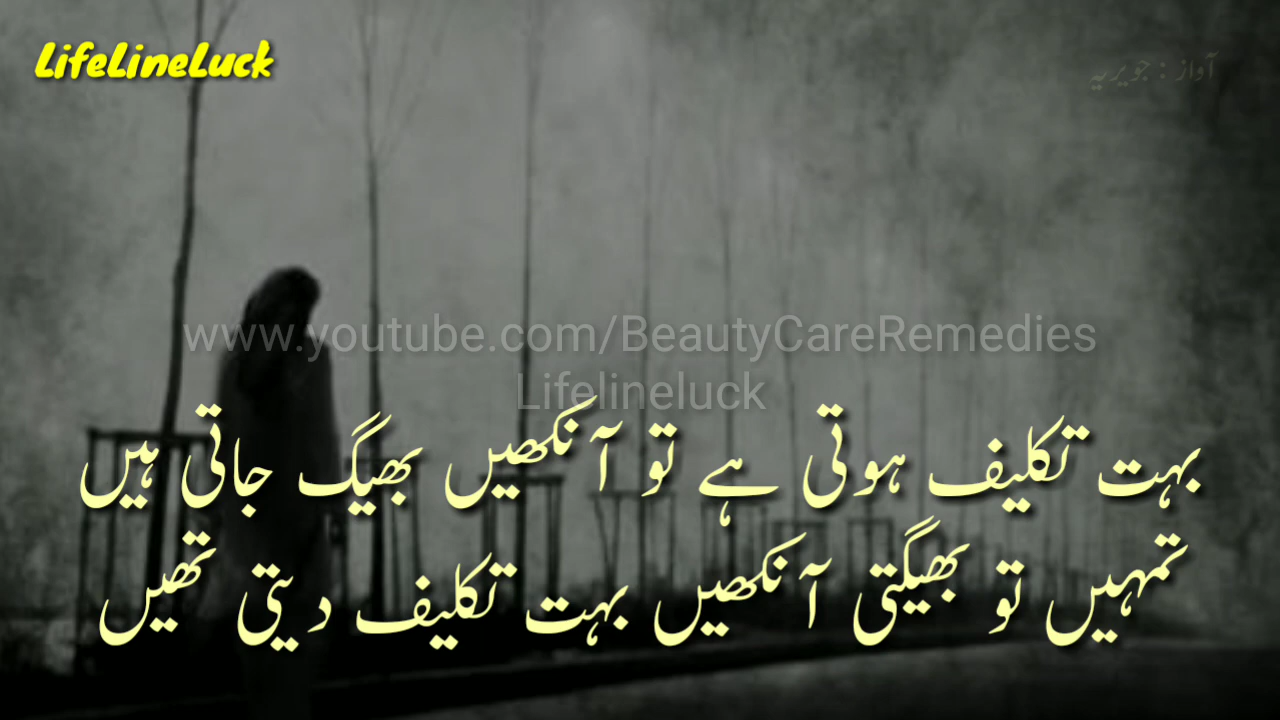 LifeLineLuck
آواز : جویریہ
www.youtube.com/BeautyCareRemedies
Lifelineluck
بہت تکلیف ہوتی ہے تو آنکھیں بھیگ جاتی ہیں
تمہیں تو بھیگتی آنکھیں بہت تکلیف دیتی تھیں